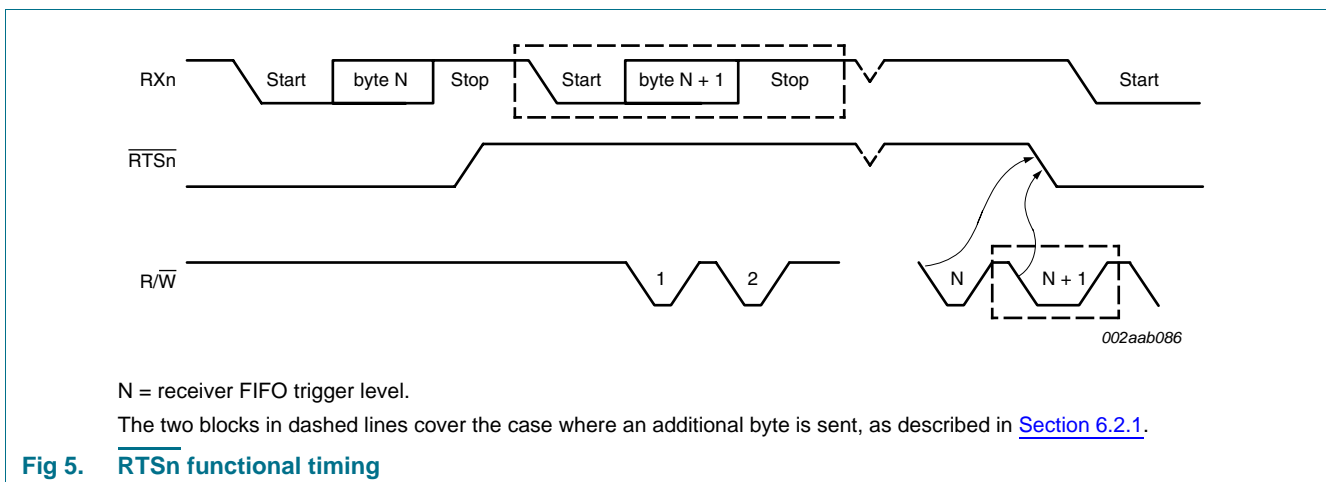 RXn Start byte N Stop Start byte N + 1 Stop Start
RTSn
R/W 1 2 N N + 1
002aab086
N = receiver FIFO trigger level.
The two blocks in dashed lines cover the case where an additional byte is sent, as described in Section 6.2.1.
Fig 5. RTSn functional timing